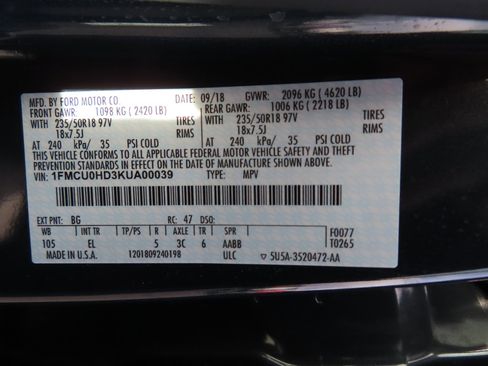 MFD. BY FORD MOTOR CO. DATE: 09/18 GVWR: 2096 KG ( 4620 LB)
FRONT GAWR: 1098 KG ( 2420 LB) REAR GAWR: 1006 KG ( 2218 LB)
WITH 235/50R18 97V TIRES WITH 235/50R18 97V TIRES
18x7.5J RIMS 18x7.5J RIMS
AT 240 kPa/ 35 PSI COLD AT 240 kPa/ 35 PSI COLD
THIS VEHICLE CONFORMS TO ALL APPLICABLE FEDERAL MOTOR VEHICLE SAFETY AND THEFT
PREVENTION STANDARDS IN EFFECT ON THE DATE OF MANUFACTURE SHOWN ABOVE.
VIN: 1FMCU0HD3KUA00039 TYPE: MPV
EXT PNT: BG RC: 47 DSO:
WB INT TR TP/PS R AXLE TR SPR F0077
105 EL 5 3C 6 AABB T0265
MADE IN U.S.A. 1201809240198 ULC ▽ 5U5A-3520472-AA